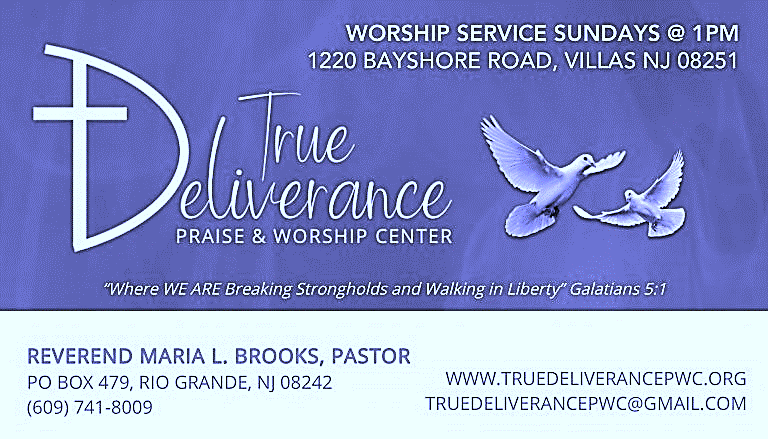 WORSHIP SERVICE SUNDAYS @ 1PM
1220 BAYSHORE ROAD, VILLAS NJ 08251
True
Deliverance
PRAISE & WORSHIP CENTER
“Where WE ARE Breaking Strongholds and Walking in Liberty” Galatians 5:1
REVEREND MARIA L. BROOKS, PASTOR
PO BOX 479, RIO GRANDE, NJ 08242
(609) 741-8009
WWW.TRUEDELIVERANCEPWC.ORG
TRUEDELIVERANCEPWC@GMAIL.COM